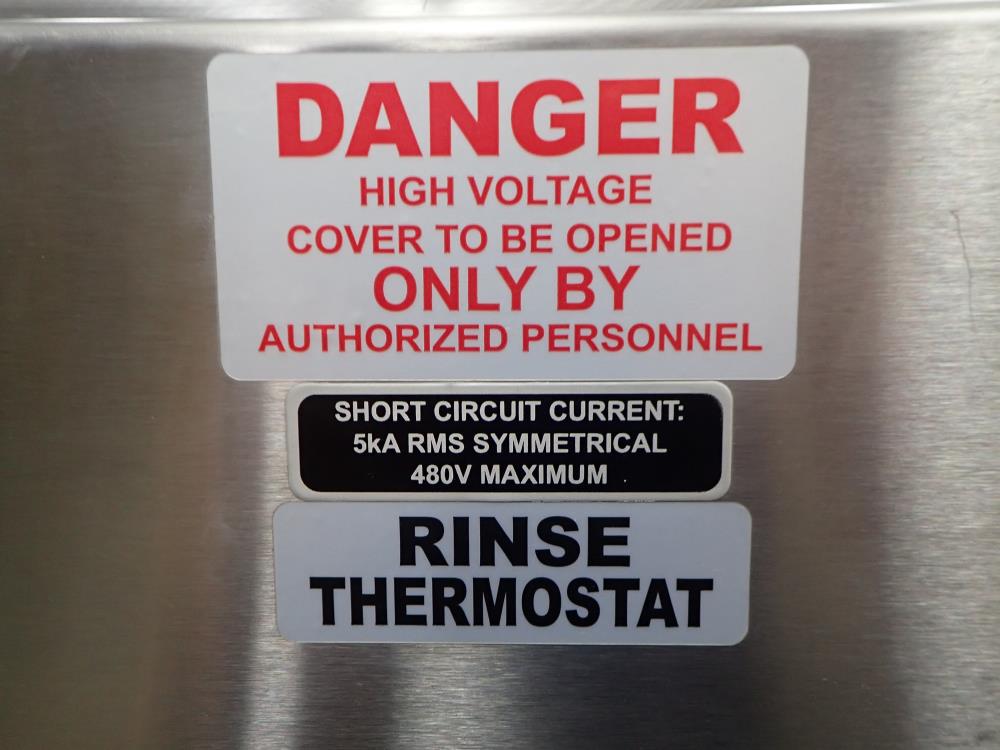 DANGER
HIGH VOLTAGE
COVER TO BE OPENED
ONLY BY
AUTHORIZED PERSONNEL
SHORT CIRCUIT CURRENT:
5kA RMS SYMMETRICAL
480V MAXIMUM
RINSE
THERMOSTAT